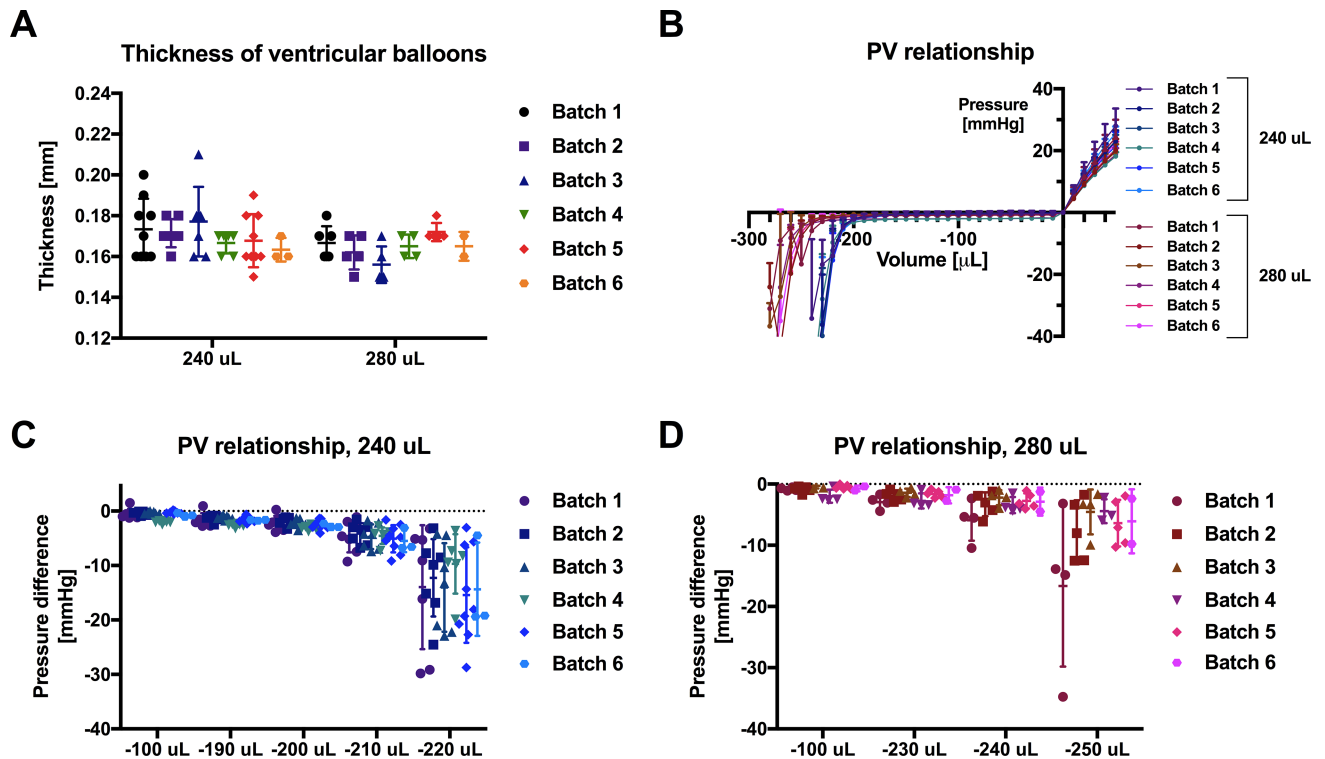 A
Thickness of ventricular balloons
Thickness [mm]
0.24
0.22
0.20
0.18
0.16
0.14
0.12
240 uL
280 uL
Batch 1
Batch 2
Batch 3
Batch 4
Batch 5
Batch 6
B
PV relationship
Pressure
[mmHg]
40
20
-20
-40
-300
-200
-100
Volume [µL]
Batch 1
Batch 2
Batch 3
Batch 4
Batch 5
Batch 6
240 uL
Batch 1
Batch 2
Batch 3
Batch 4
Batch 5
Batch 6
280 uL
C
PV relationship, 240 uL
Pressure difference
[mmHg]
0
-10
-20
-30
-40
-100 uL
-190 uL
-200 uL
-210 uL
-220 uL
Batch 1
Batch 2
Batch 3
Batch 4
Batch 5
Batch 6
D
PV relationship, 280 uL
Pressure difference
[mmHg]
0
-10
-20
-30
-40
-100 uL
-230 uL
-240 uL
-250 uL
Batch 1
Batch 2
Batch 3
Batch 4
Batch 5
Batch 6